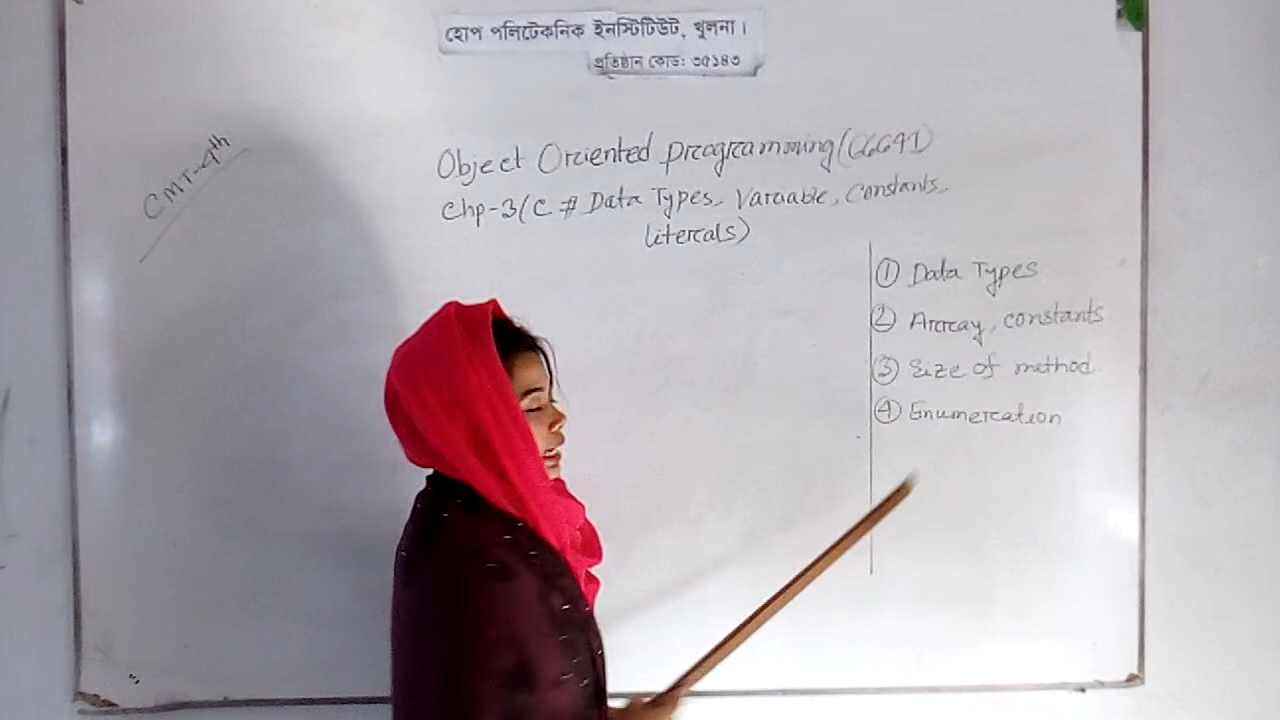 হোপ পলিটেকনিক ইনস্টিটিউট, খুলনা।
প্রতিষ্ঠান কোড: ৩৫১৪৩
CMT-4th
Object Oriented programming (66641)
Chp-3 (C # Data Types, Variable, Constants,
literals)
① Data Types
② Array, constants
③ Size of method
④ Enumeration